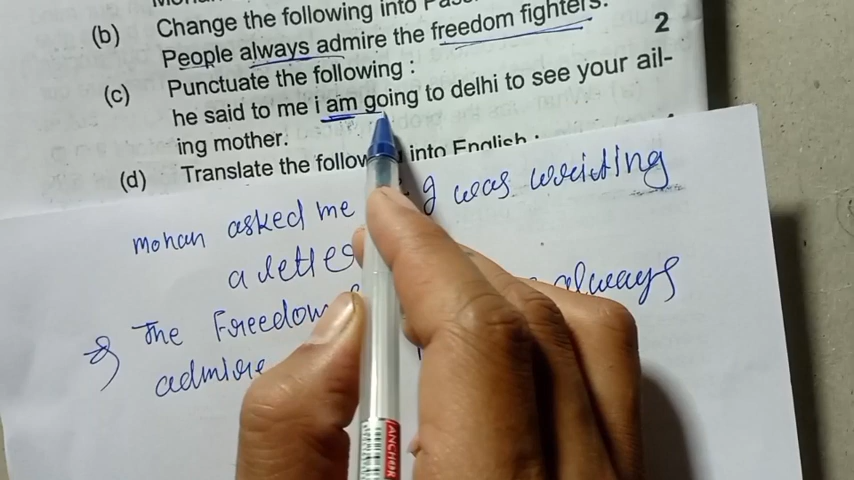 (b) Change the following into Pas
People always admire the freedom fighters.
2
(c) Punctuate the following :
he said to me i am going to delhi to see your ail-
ing mother.
(d) Translate the follow into English :
Mohan asked me I was writing
a lette
The Freedom always
admire
ANCHOR